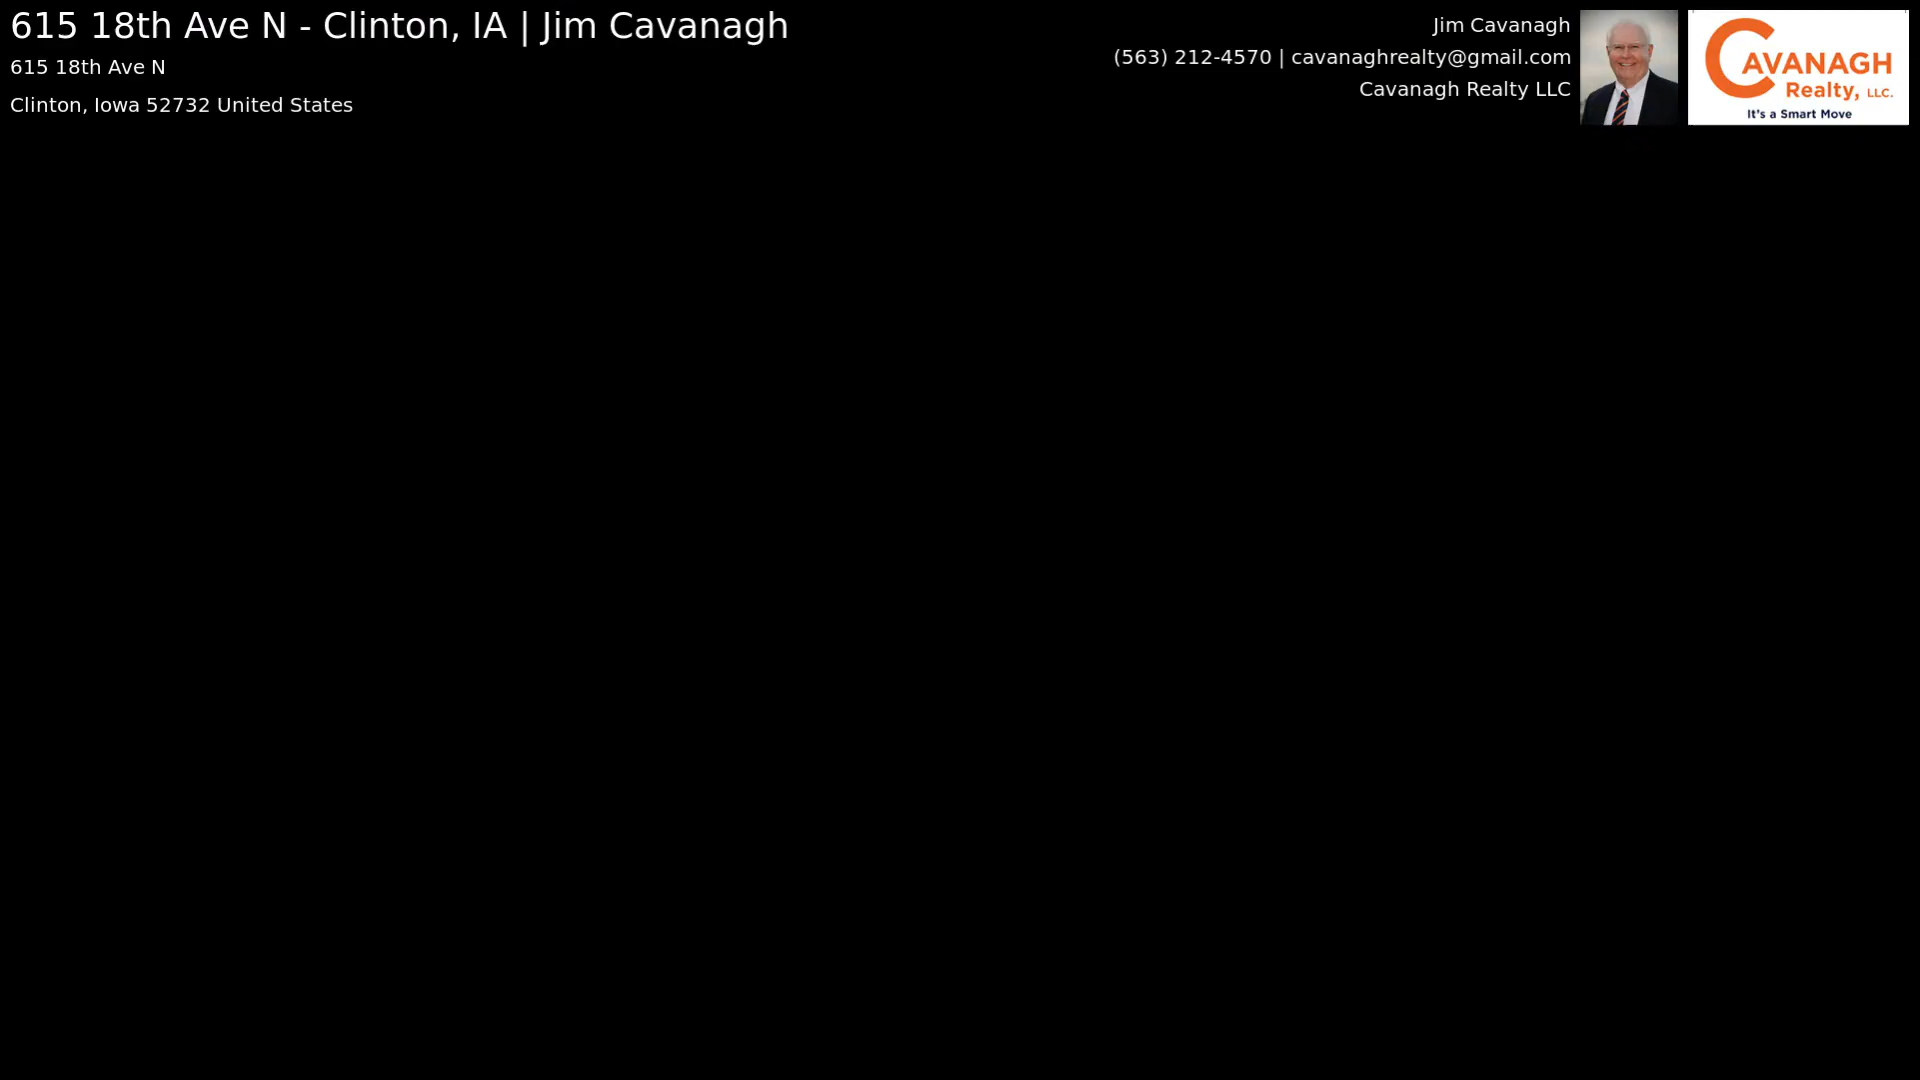 615 18th Ave N - Clinton, IA | Jim Cavanagh
615 18th Ave N
Clinton, Iowa 52732 United States
Jim Cavanagh
(563) 212-4570 | cavanaghrealty@gmail.com
Cavanagh Realty LLC
CAVANAGH
Realty, LLC.
It's a Smart Move